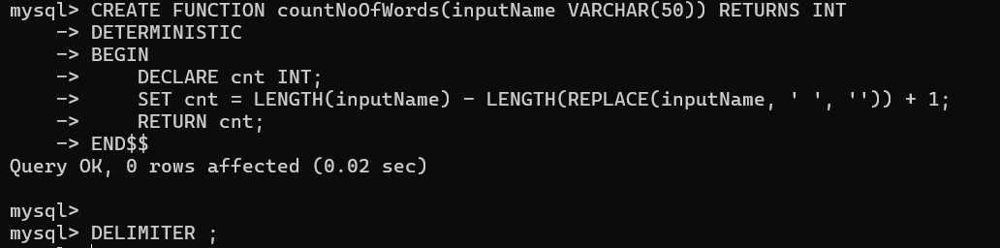 mysql> CREATE FUNCTION countNoOfWords(inputName VARCHAR(50)) RETURNS INT
    -> DETERMINISTIC
    -> BEGIN
    ->     DECLARE cnt INT;
    ->     SET cnt = LENGTH(inputName) - LENGTH(REPLACE(inputName, ' ', '')) + 1;
    ->     RETURN cnt;
    -> END$$
Query OK, 0 rows affected (0.02 sec)

mysql>
mysql> DELIMITER ;